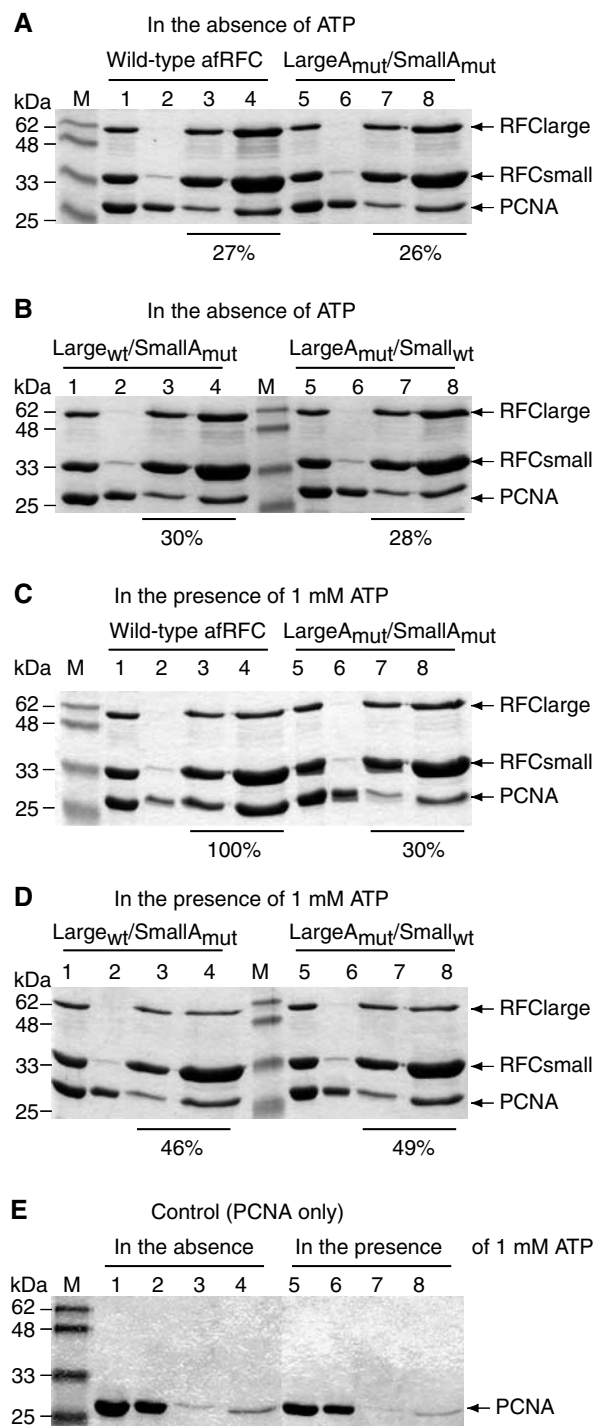 A
In the absence of ATP
Wild-type afRFC LargeAmut/SmallAmut
kDa M 1 2 3 4 5 6 7 8
62 RFClarge
48
33 RFCsmall
25 PCNA
27% 26%
B
In the absence of ATP
Largewt/SmallAmut LargeAmut/Smallwt
kDa 1 2 3 4 M 5 6 7 8
62 RFClarge
48
33 RFCsmall
25 PCNA
30% 28%
C
In the presence of 1 mM ATP
Wild-type afRFC LargeAmut/SmallAmut
kDa M 1 2 3 4 5 6 7 8
62 RFClarge
48
33 RFCsmall
25 PCNA
100% 30%
D
In the presence of 1 mM ATP
Largewt/SmallAmut LargeAmut/Smallwt
1 2 3 4 M 5 6 7 8
kDa
62 RFClarge
48
33 RFCsmall
25 PCNA
46% 49%
E
Control (PCNA only)
In the absence In the presence of 1 mM ATP
kDa M 1 2 3 4 5 6 7 8
62
48
33
25 PCNA